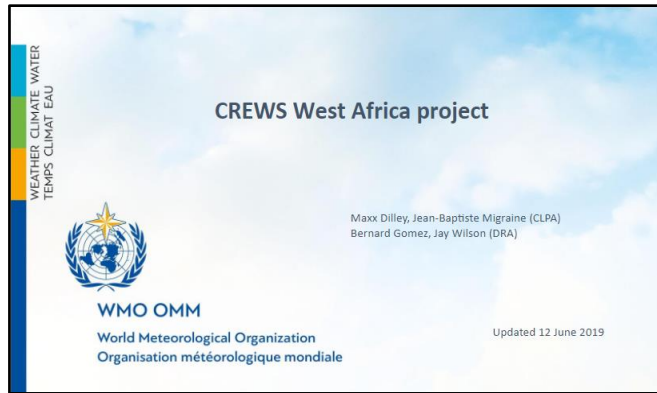 WEATHER CLIMATE WATER
TEMPS CLIMAT EAU
CREWS West Africa project
Maxx Dilley, Jean-Baptiste Migraine (CLPA)
Bernard Gomez, Jay Wilson (DRA)
WMO OMM
World Meteorological Organization
Organisation météorologique mondiale
Updated 12 June 2019